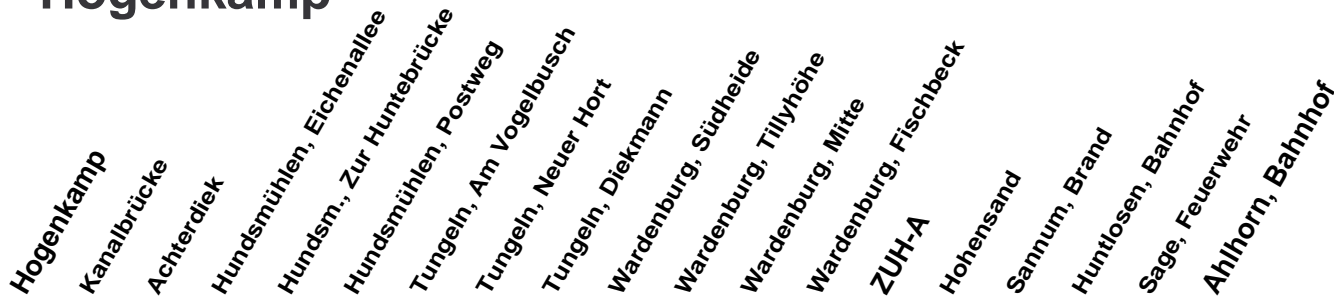 Hogenkamp
Hogenkamp
Kanalbrücke
Achterdiek
Hundsmühlen, Eichenallee
Hundsm., Zur Huntebrücke
Hundsmühlen, Postweg
Tungeln, Am Vogelbusch
Tungeln, Neuer Hort
Tungeln, Diekmann
Wardenburg, Südheide
Wardenburg, Tillyhöhe
Wardenburg, Mitte
Wardenburg, Fischbeck
ZUH-A
Hohensand
Sannum, Brand
Huntlosen, Bahnhof
Sage, Feuerwehr
Ahlhorn, Bahnhof